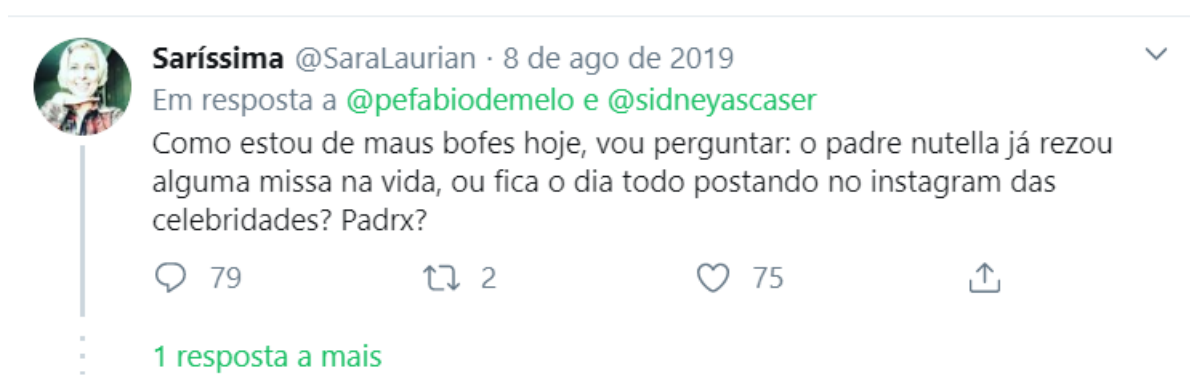 Saríssima @SaraLaurian · 8 de ago de 2019
Em resposta a @pefabiodemelo e @sidneyascaser
Como estou de maus bofes hoje, vou perguntar: o padre nutella já rezou
alguma missa na vida, ou fica o dia todo postando no instagram das
celebridades? Padrx?
79 2 75
1 resposta a mais